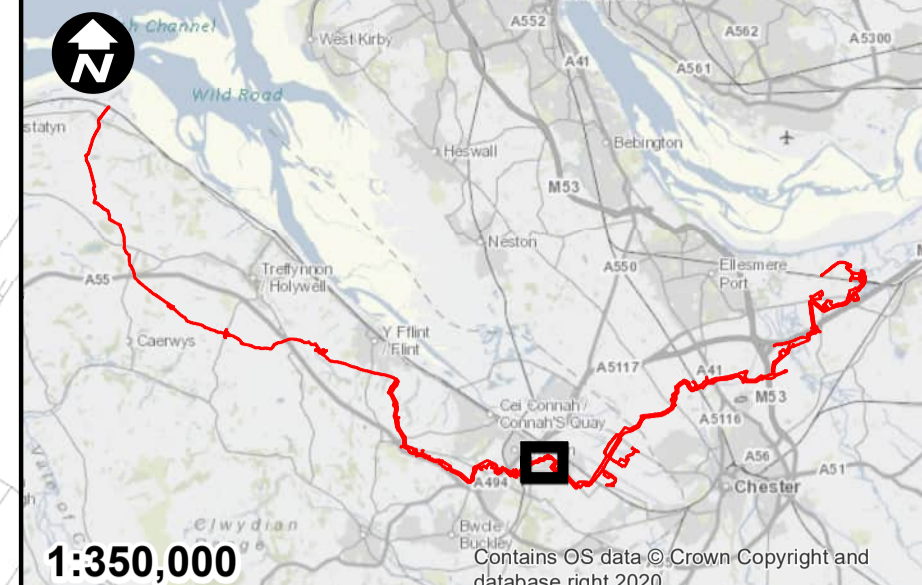 N
h Channel
West Kirby
A552
A41
A562
A5300
A561
Wild Road
statyn
Heswall
Bebington
M53
Neston
A550
Ellesmere
Port
A55
Treffynnon
/ Holywell
Caerwys
Y Fflint
/ Flint
A5117
A41
M53
Cei Connah /
Connah'S Quay
A5116
A56
A51
A494
Chester
Clwydian
Bwcle /
Buckley
1:350,000
Contains OS data © Crown Copyright and
database right 2020